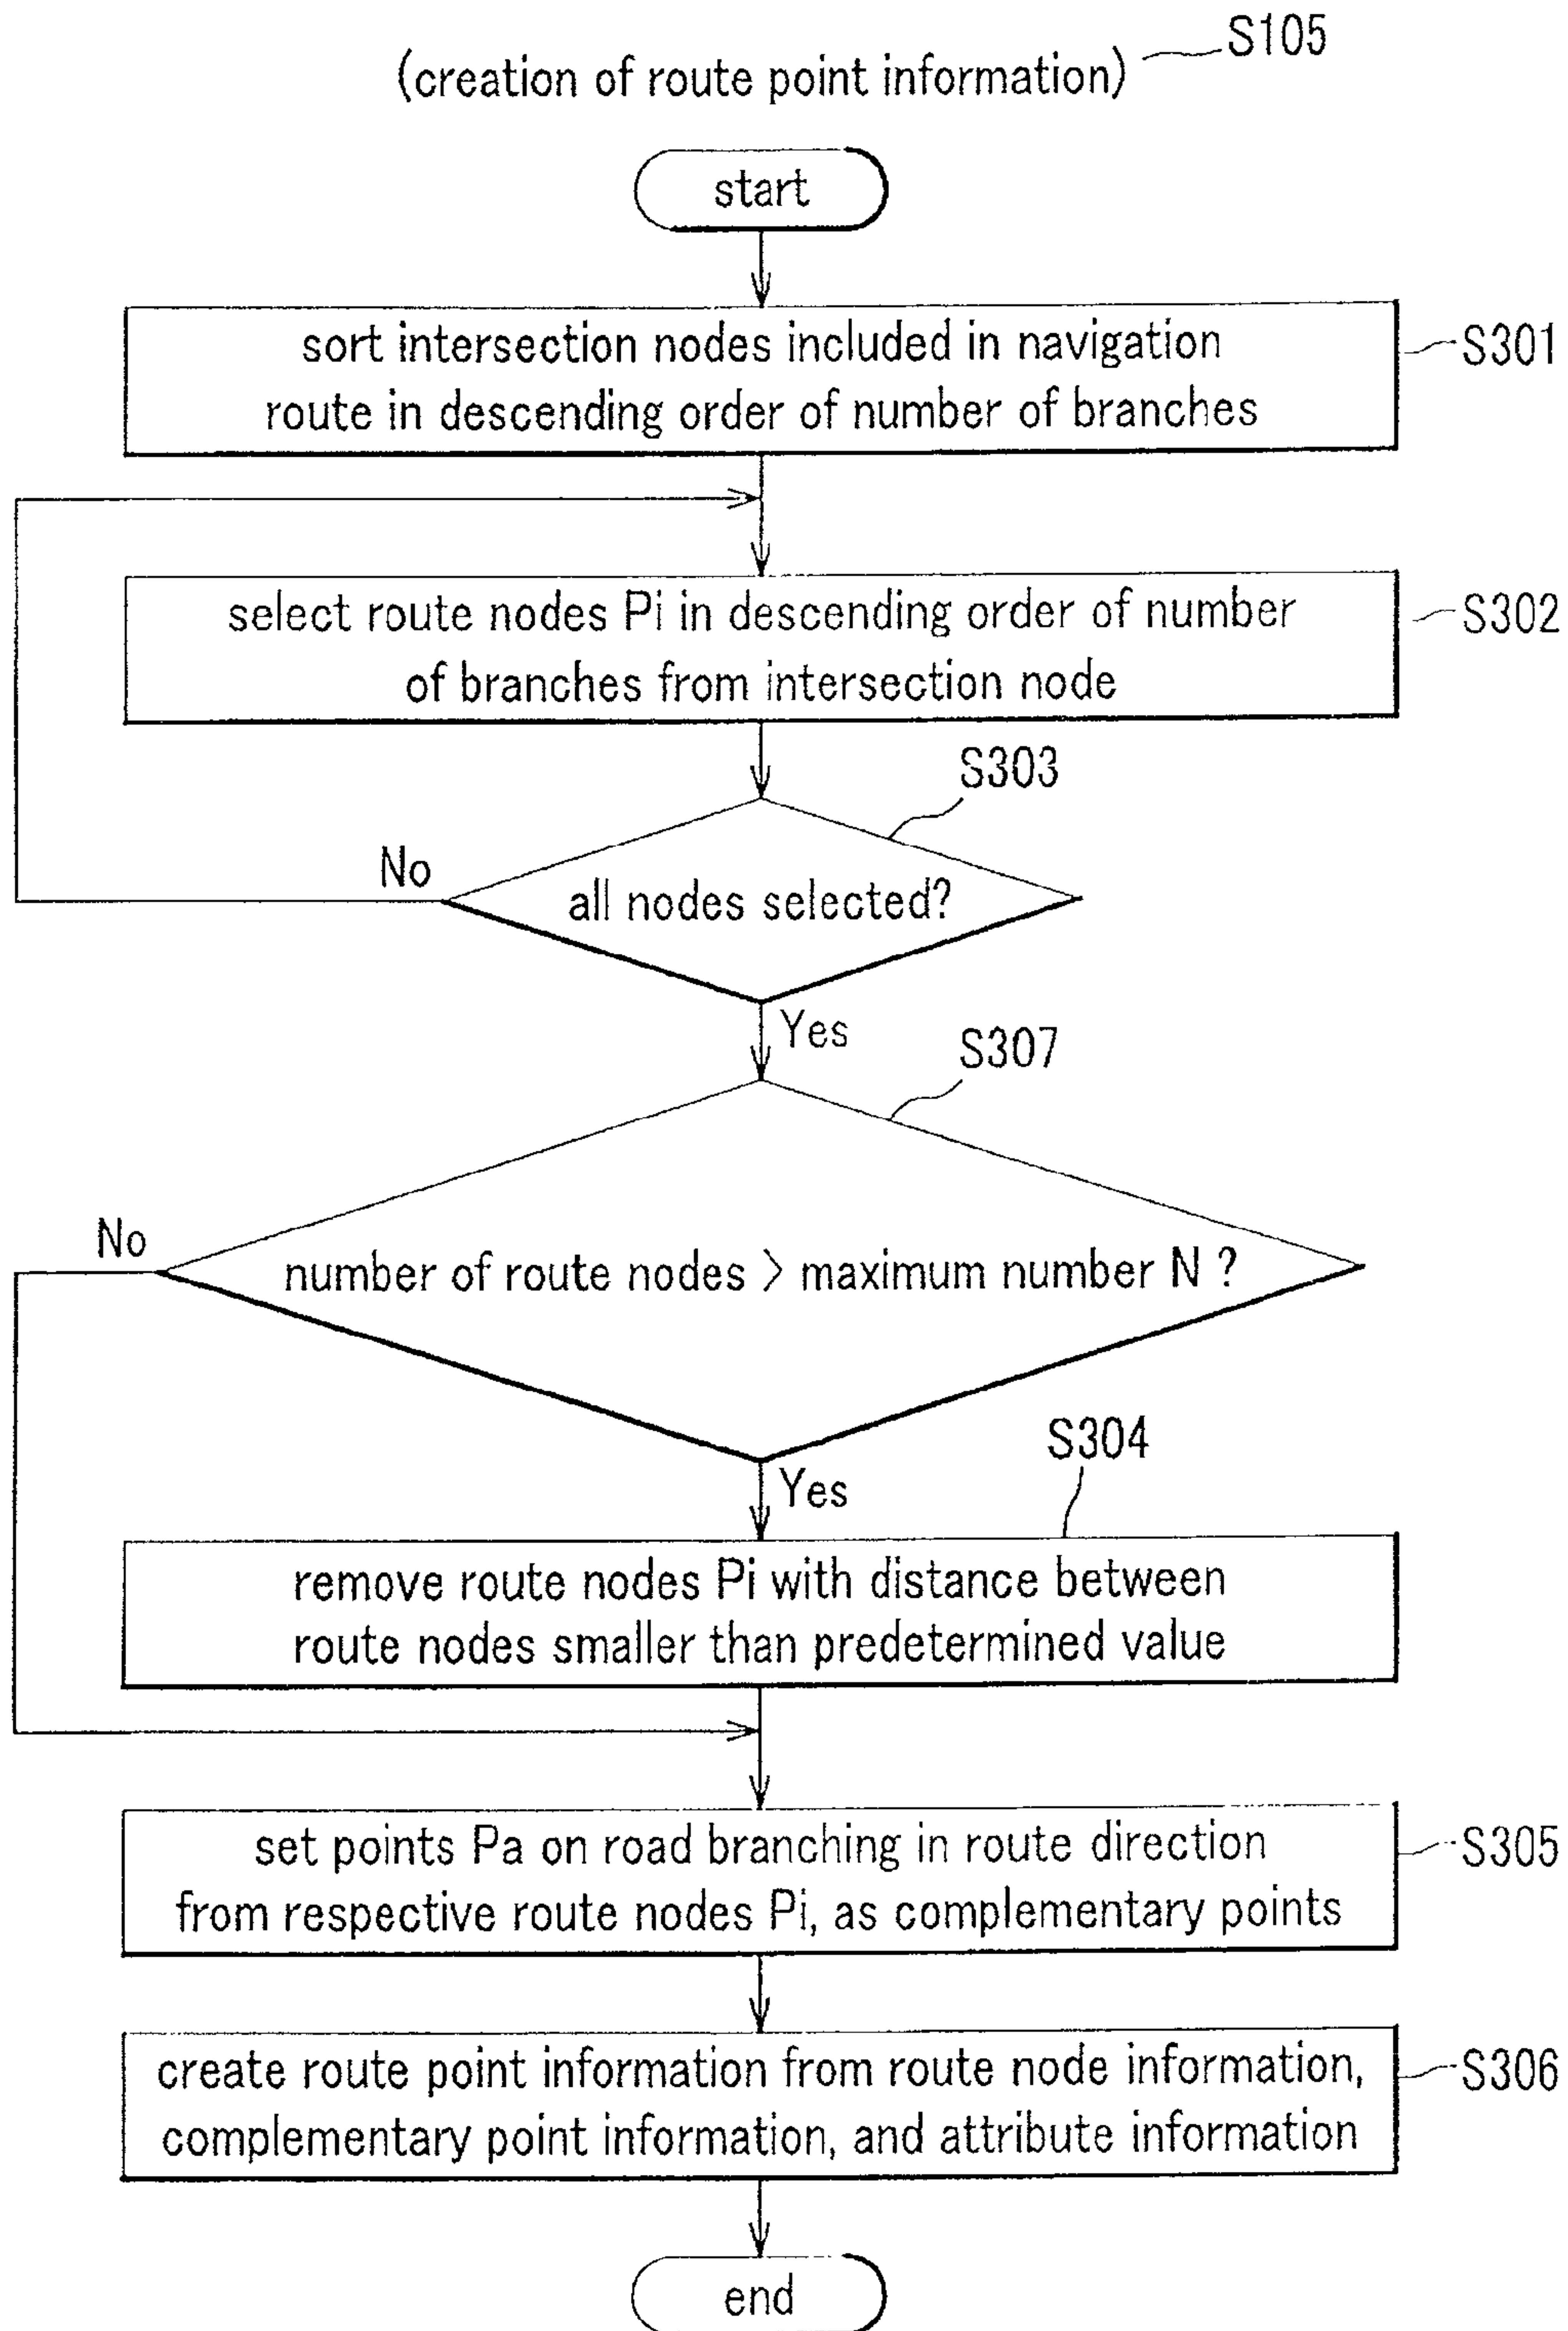 S105
(creation of route point information)
start
sort intersection nodes included in navigation
route in descending order of number of branches
S301
select route nodes Pi in descending order of number
of branches from intersection node
S302
S303
No
all nodes selected?
Yes
S307
No
number of route nodes > maximum number N ?
Yes
S304
remove route nodes Pi with distance between
route nodes smaller than predetermined value
set points Pa on road branching in route direction
from respective route nodes Pi, as complementary points
S305
create route point information from route node information,
complementary point information, and attribute information
S306
end